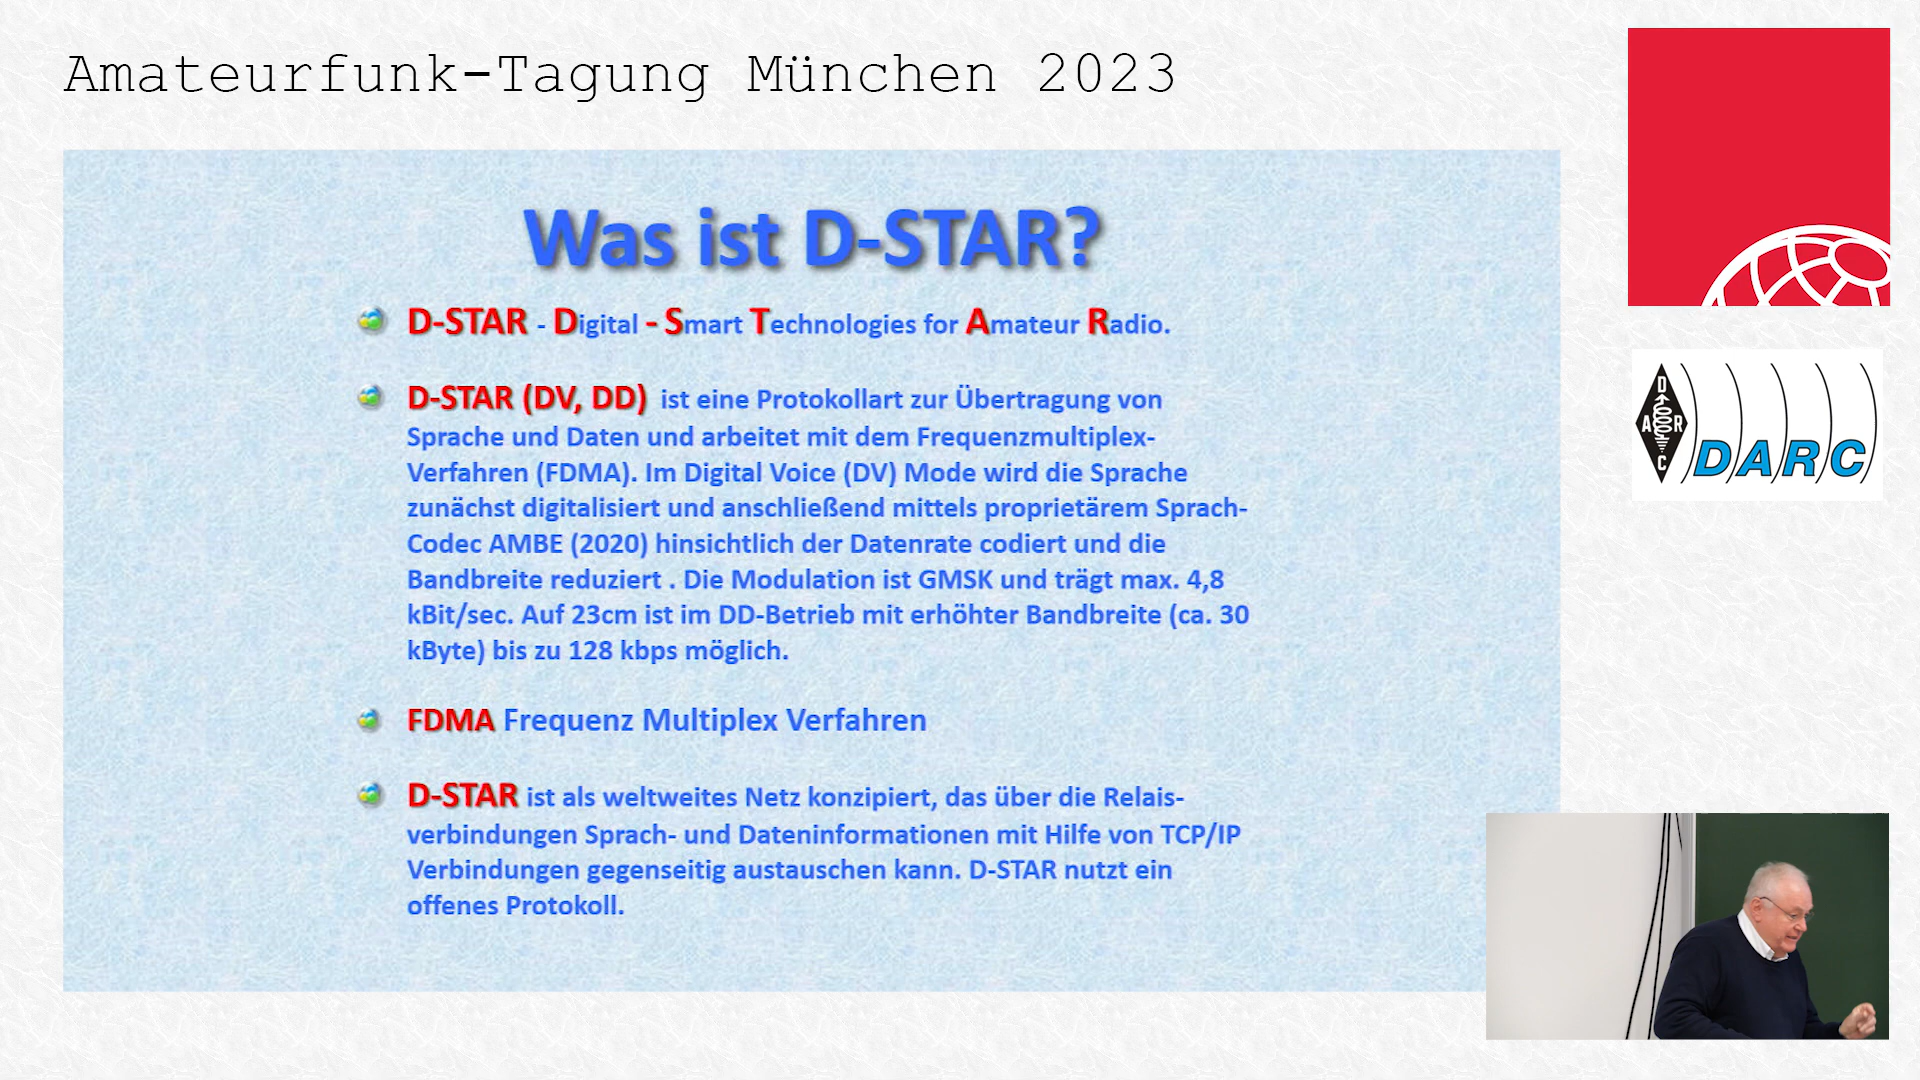 Amateurfunk-Tagung München 2023
Was ist D-STAR?
D-STAR - Digital - Smart Technologies for Amateur Radio.
D-STAR (DV, DD) ist eine Protokollart zur Übertragung von
Sprache und Daten und arbeitet mit dem Frequenzmultiplex-
Verfahren (FDMA). Im Digital Voice (DV) Mode wird die Sprache
zunächst digitalisiert und anschließend mittels proprietärem Sprach-
Codec AMBE (2020) hinsichtlich der Datenrate codiert und die
Bandbreite reduziert . Die Modulation ist GMSK und trägt max. 4,8
kBit/sec. Auf 23cm ist im DD-Betrieb mit erhöhter Bandbreite (ca. 30
kByte) bis zu 128 kbps möglich.
FDMA Frequenz Multiplex Verfahren
D-STAR ist als weltweites Netz konzipiert, das über die Relais-
verbindungen Sprach- und Dateninformationen mit Hilfe von TCP/IP
Verbindungen gegenseitig austauschen kann. D-STAR nutzt ein
offenes Protokoll.
D
A R
C
DARC